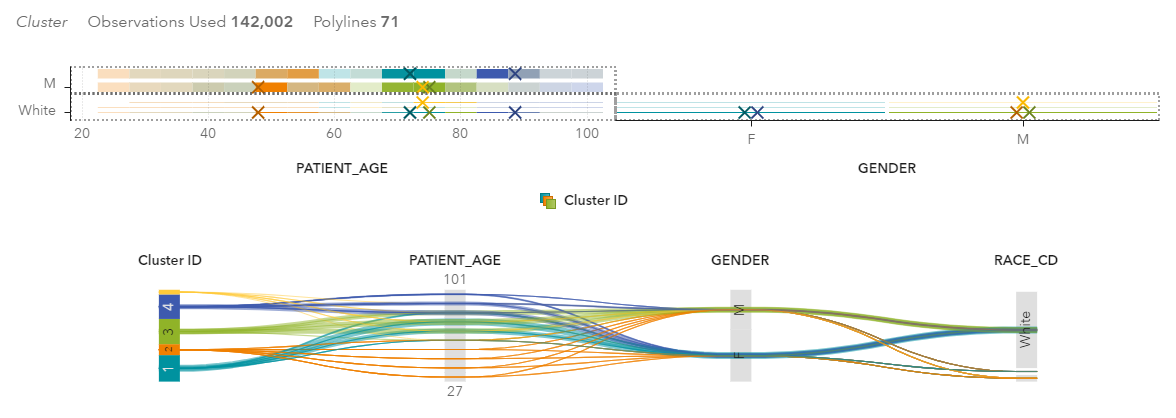 Cluster Observations Used 142,002 Polylines 71
M
White
20 40 60 80 100 F M
PATIENT_AGE GENDER
Cluster ID
Cluster ID PATIENT_AGE GENDER RACE_CD
101
4
3
2
1
M
F
White
27